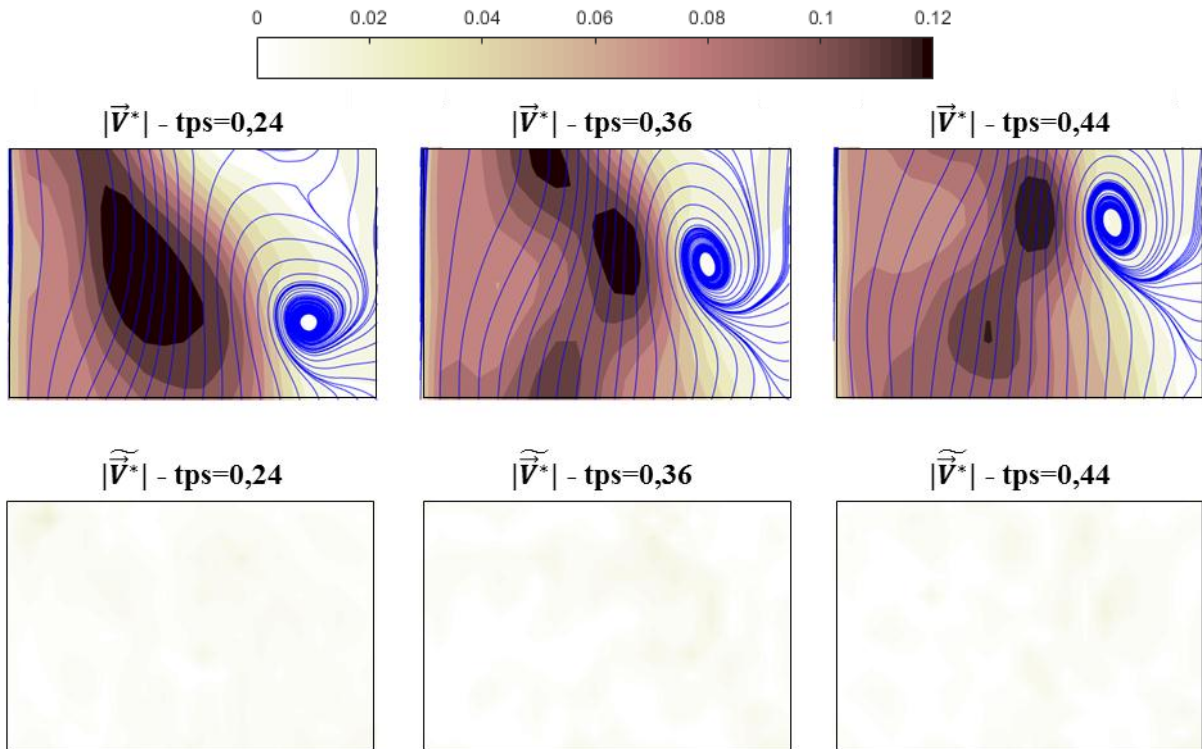 0 0.02 0.04 0.06 0.08 0.1 0.12
|V⃗*| - tps=0,24 |V⃗*| - tps=0,36 |V⃗*| - tps=0,44
|Ṽ⃗*| - tps=0,24 |Ṽ⃗*| - tps=0,36 |Ṽ⃗*| - tps=0,44